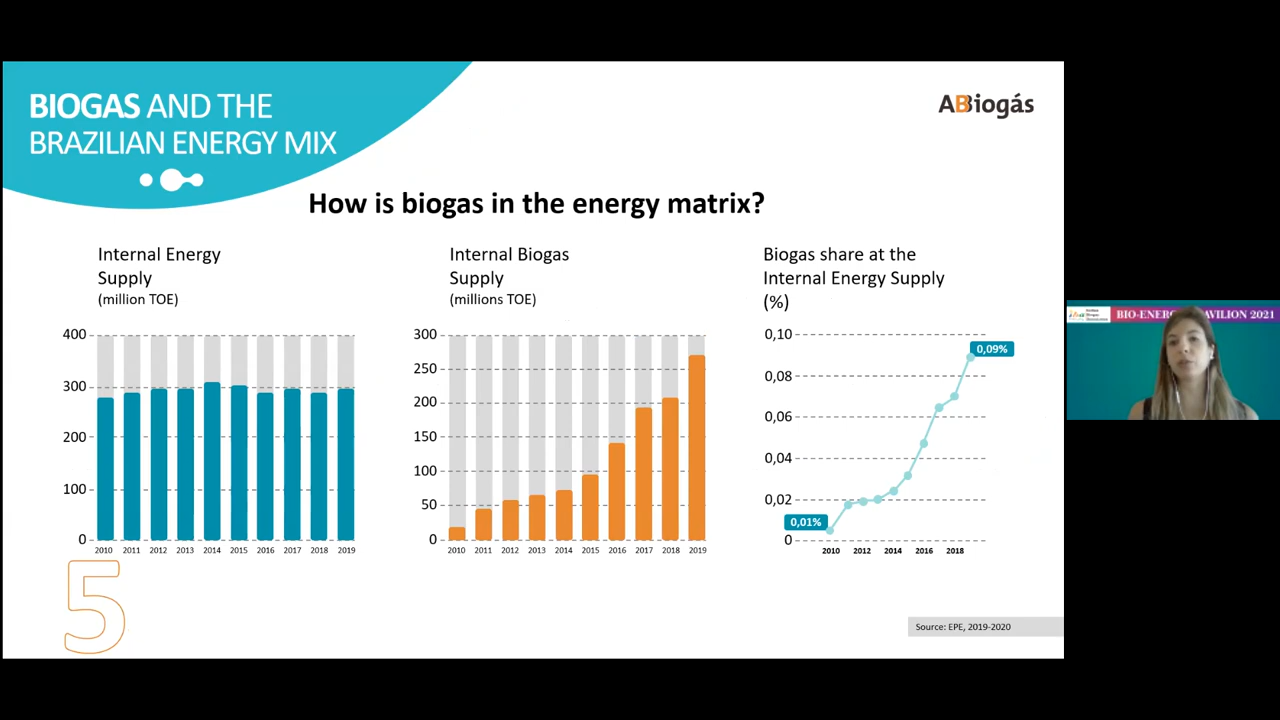 BIOGAS AND THE
BRAZILIAN ENERGY MIX
ABiogás
How is biogas in the energy matrix?
Internal Energy
Supply
(million TOE)
400
300
200
100
0
2010 2011 2012 2013 2014 2015 2016 2017 2018 2019
Internal Biogas
Supply
(millions TOE)
300
250
200
150
100
50
0
2010 2011 2012 2013 2014 2015 2016 2017 2018 2019
Biogas share at the
Internal Energy Supply
(%)
0,10
0,09%
0,08
0,06
0,04
0,02
0,01%
0
2010 2012 2014 2016 2018
5
Source: EPE, 2019-2020
BIO-ENERGY PAVILION 2021